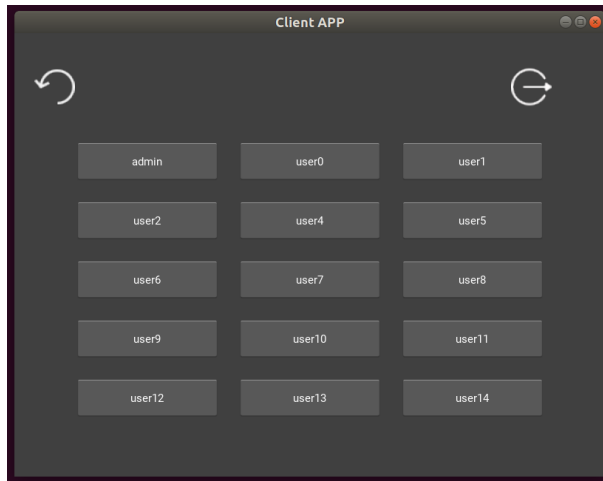 Client APP
admin user0 user1
user2 user4 user5
user6 user7 user8
user9 user10 user11
user12 user13 user14